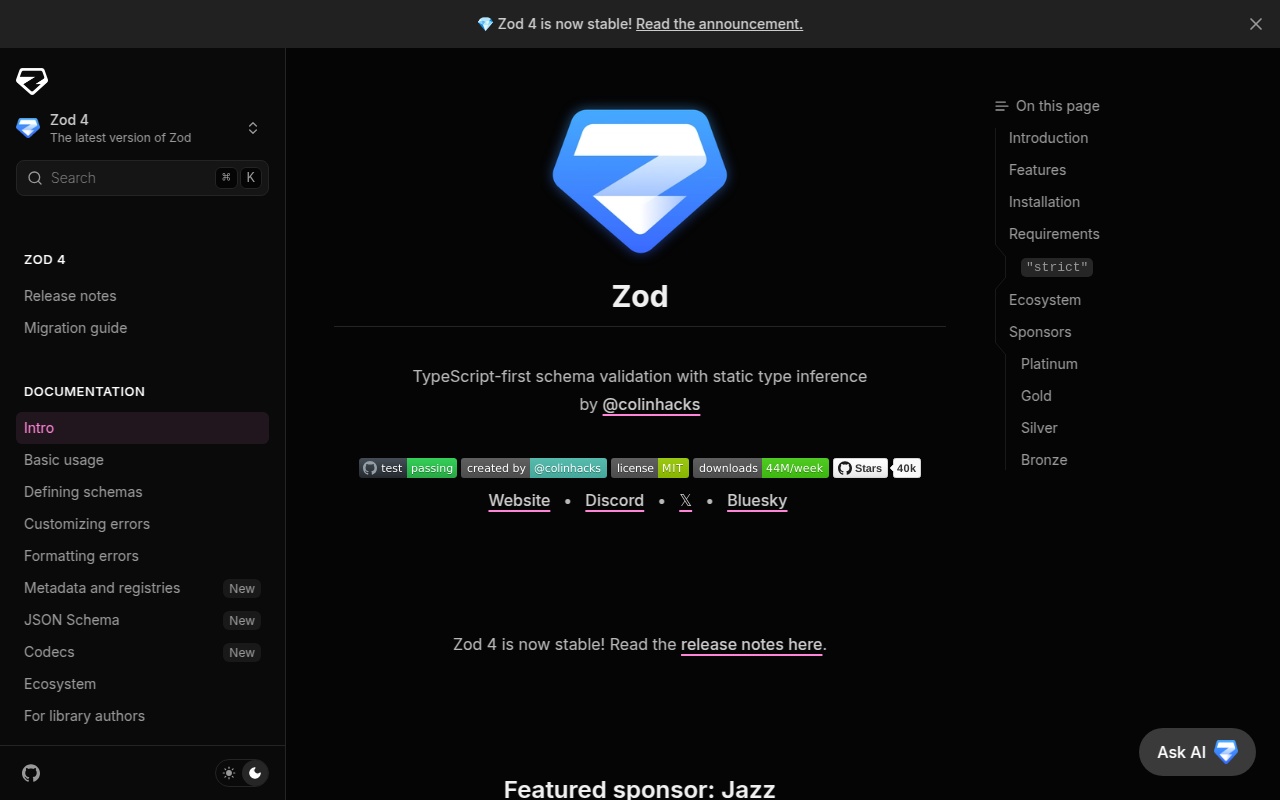 💎 Zod 4 is now stable! Read the announcement.
Zod 4
The latest version of Zod
Search
⌘ K
ZOD 4
Release notes
Migration guide
DOCUMENTATION
Intro
Basic usage
Defining schemas
Customizing errors
Formatting errors
Metadata and registries New
JSON Schema New
Codecs New
Ecosystem
For library authors
Zod
TypeScript-first schema validation with static type inference
by @colinhacks
test passing created by @colinhacks license MIT downloads 44M/week Stars 40k
Website • Discord • 𝕏 • Bluesky
Zod 4 is now stable! Read the release notes here.
Featured sponsor: Jazz
On this page
Introduction
Features
Installation
Requirements
"strict"
Ecosystem
Sponsors
Platinum
Gold
Silver
Bronze
Ask AI